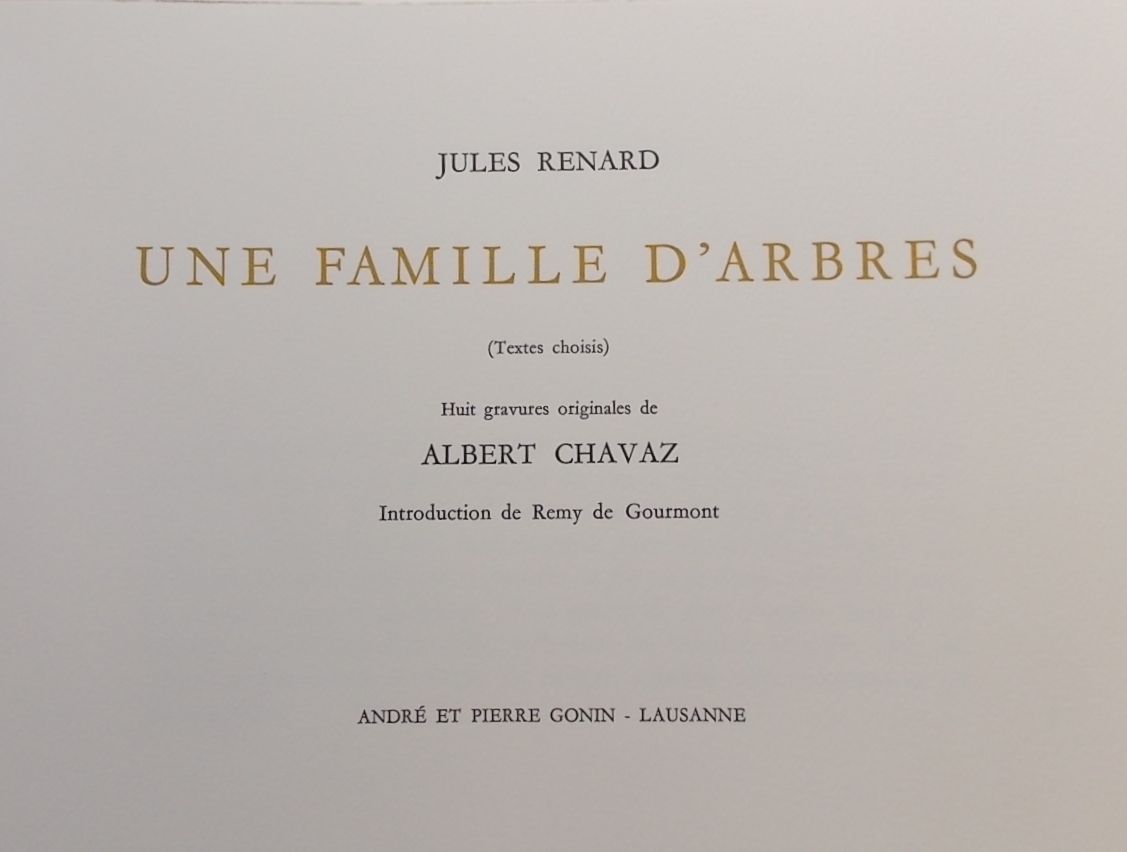 JULES RENARD
UNE FAMILLE D’ARBRES
(Textes choisis)
Huit gravures originales de
ALBERT CHAVAZ
Introduction de Remy de Gourmont
ANDRÉ ET PIERRE GONIN - LAUSANNE